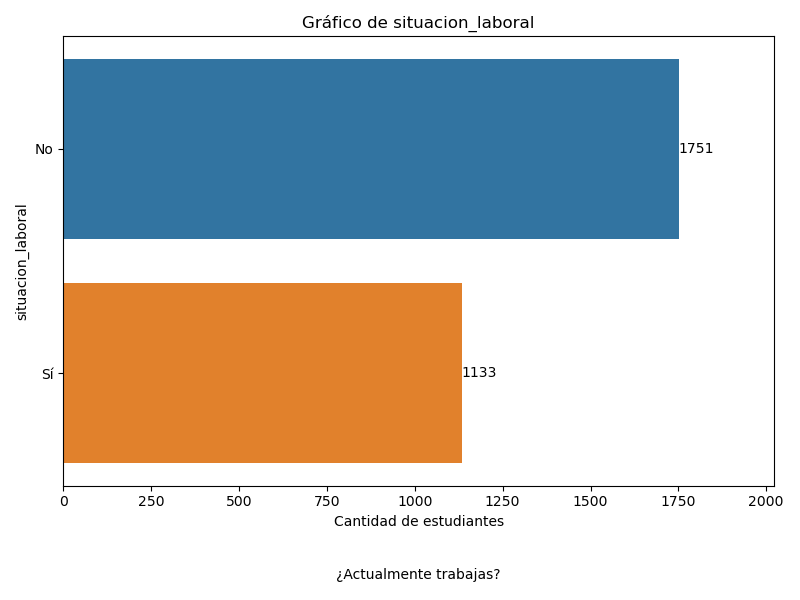 Gráfico de situacion_laboral
situacion_laboral
No
1751
Sí
1133
0 250 500 750 1000 1250 1500 1750 2000
Cantidad de estudiantes
¿Actualmente trabajas?